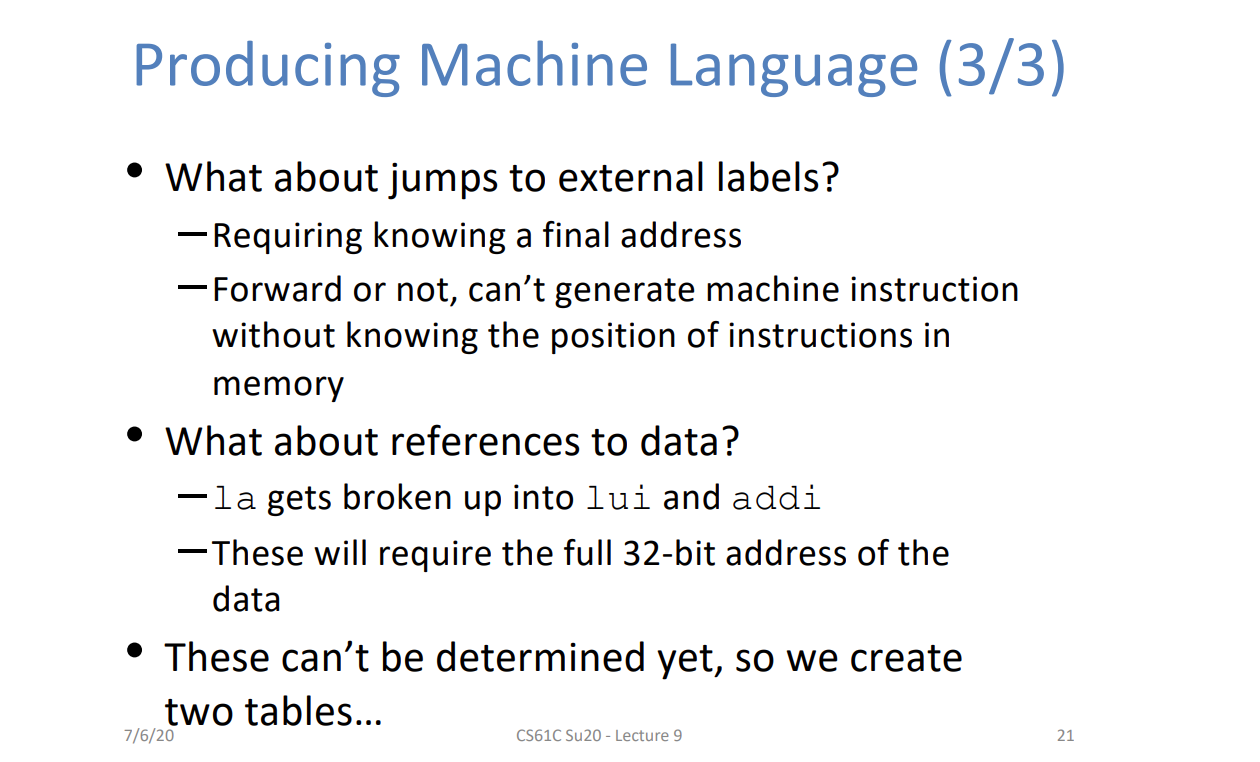 Producing Machine Language (3/3)
• What about jumps to external labels?
– Requiring knowing a final address
– Forward or not, can’t generate machine instruction
without knowing the position of instructions in
memory
• What about references to data?
– la gets broken up into lui and addi
– These will require the full 32-bit address of the
data
• These can’t be determined yet, so we create
two tables…
7/6/20 CS61C Su20 - Lecture 9 21